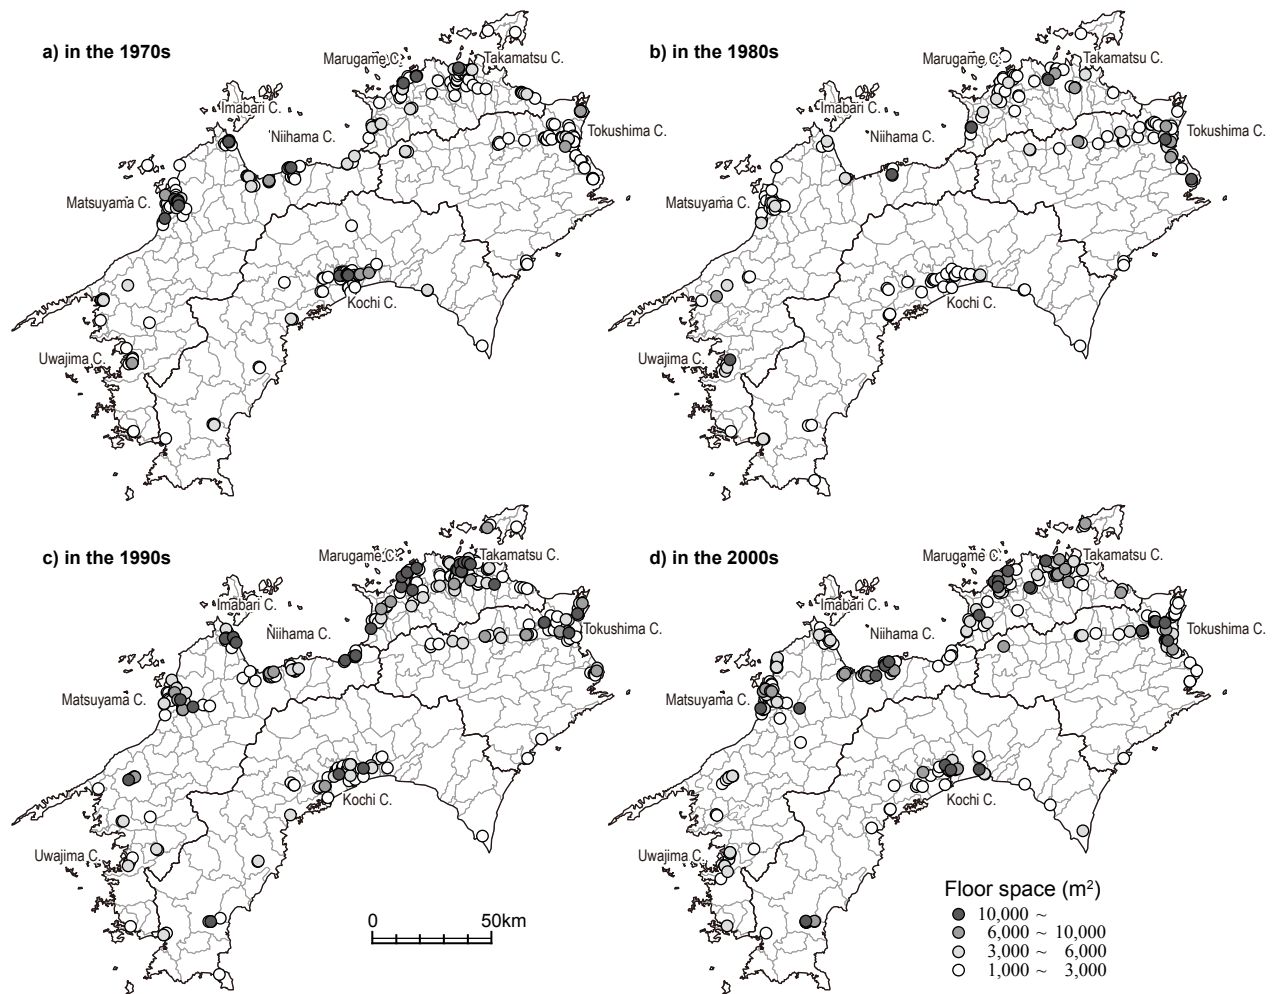 a) in the 1970s
Marugame C.
Takamatsu C.
Imabari C.
Niihama C.
Tokushima C.
Matsuyama C.
Kochi C.
Uwajima C.
b) in the 1980s
Marugame C.
Takamatsu C.
Imabari C.
Niihama C.
Tokushima C.
Matsuyama C.
Kochi C.
Uwajima C.
c) in the 1990s
Marugame C.
Takamatsu C.
Imabari C.
Niihama C.
Tokushima C.
Matsuyama C.
Kochi C.
Uwajima C.
0 50km
d) in the 2000s
Marugame C.
Takamatsu C.
Imabari C.
Niihama C.
Tokushima C.
Matsuyama C.
Kochi C.
Uwajima C.
Floor space (m²)
10,000 ~
6,000 ~ 10,000
3,000 ~ 6,000
1,000 ~ 3,000